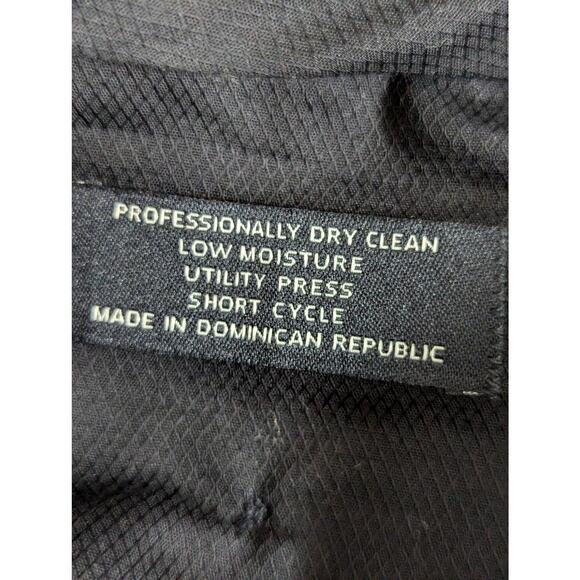 PROFESSIONALLY DRY CLEAN
LOW MOISTURE
UTILITY PRESS
SHORT CYCLE
MADE IN DOMINICAN REPUBLIC